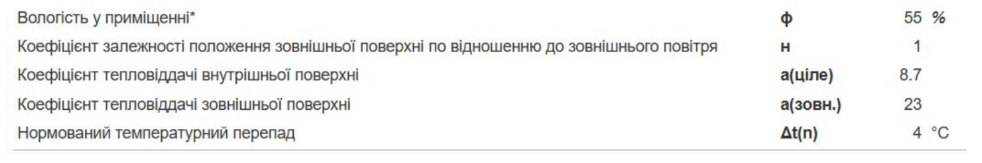 Вологість у приміщенні* ф 55 %
Коефіцієнт залежності положення зовнішньої поверхні по відношенню до зовнішнього повітря н 1
Коефіцієнт тепловіддачі внутрішньої поверхні а(ціле) 8.7
Коефіцієнт тепловіддачі зовнішньої поверхні а(зовн.) 23
Нормований температурний перепад Δt(n) 4 °C